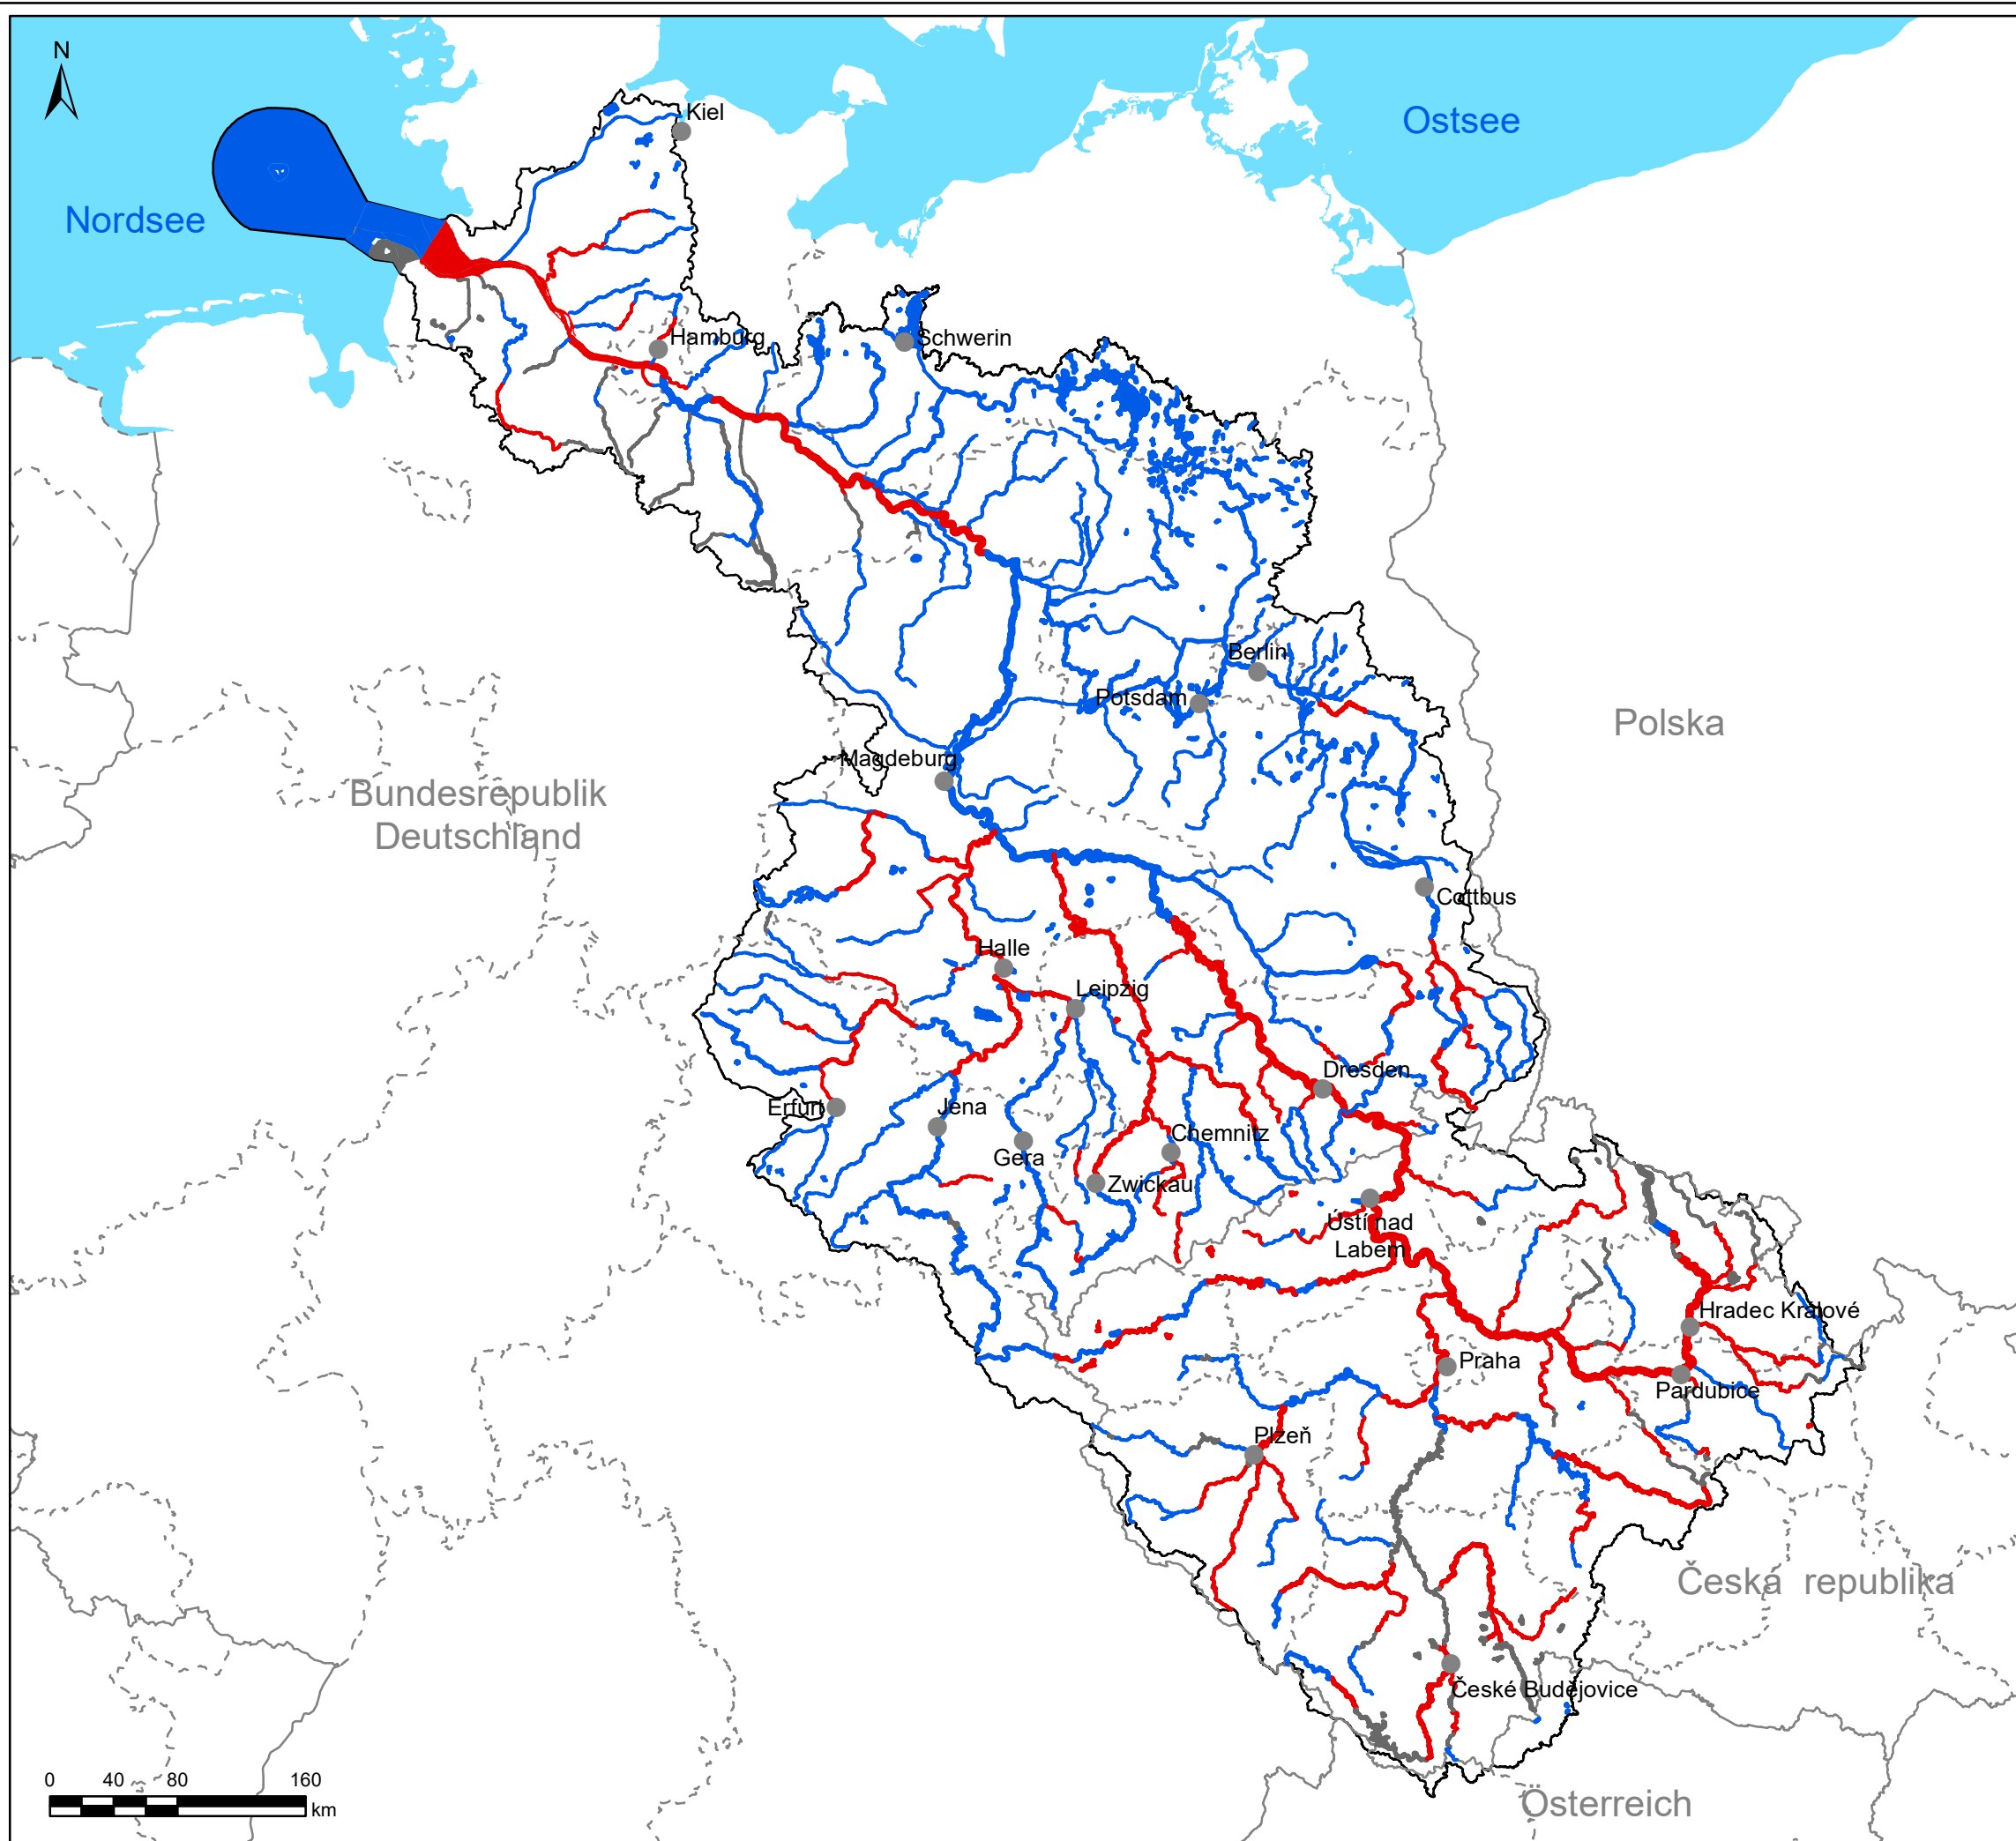 N
Kiel
Ostsee
Nordsee
Hamburg
Schwerin
Berlin
Potsdam
Polska
Magdeburg
Bundesrepublik
Deutschland
Cottbus
Halle
Leipzig
Dresden
Erfurt
Jena
Chemnitz
Gera
Zwickau
Ústí nad
Labem
Hradec Králové
Praha
Pardubice
Plzeň
Česká republika
České Budějovice
0 40 80 160
km
Österreich